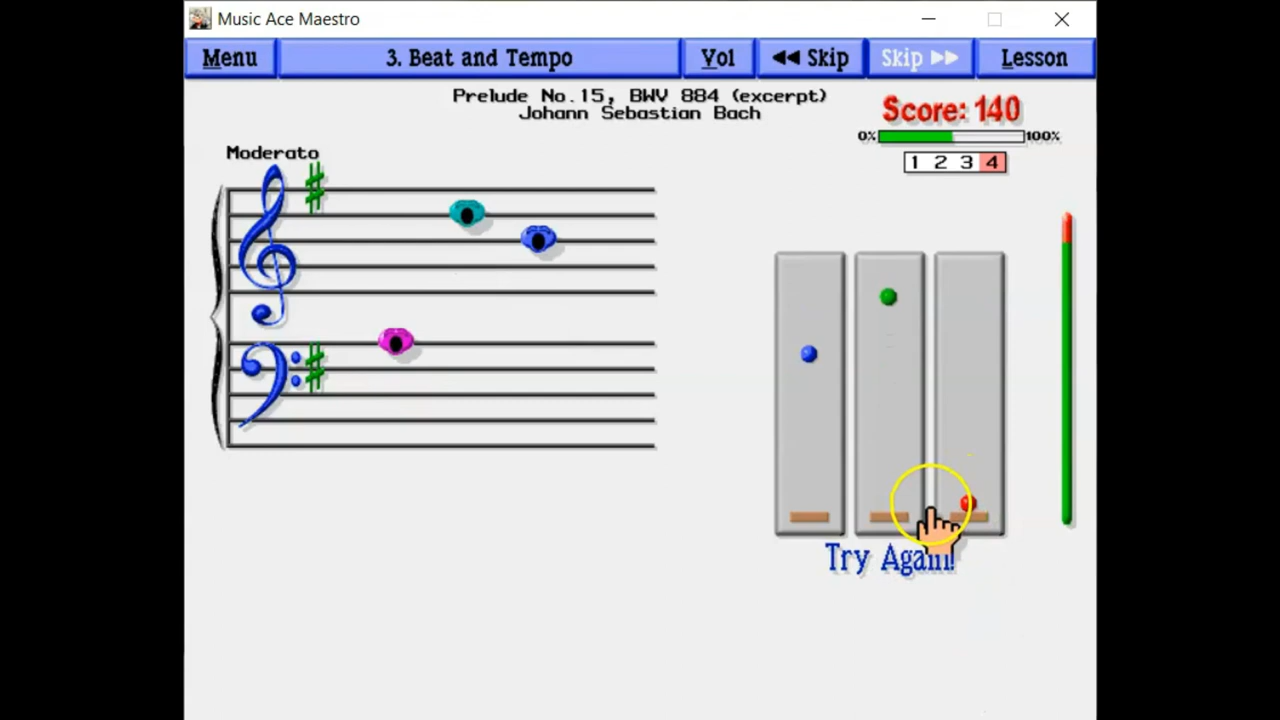 Music Ace Maestro
Menu 3. Beat and Tempo Vol ◀◀ Skip Skip ▶▶ Lesson
Prelude No.15, BWV 884 (excerpt)
Johann Sebastian Bach
Score: 140
0% 100%
1 2 3 4
Moderato
Try Again!